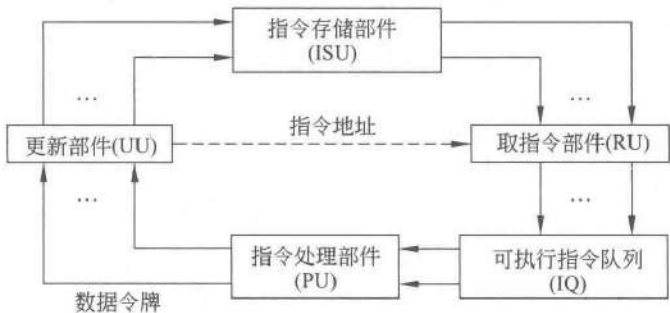 指令存储部件
(ISU)
…
…
指令地址
更新部件(UU)
取指令部件(RU)
…
…
指令处理部件
(PU)
可执行指令队列
(IQ)
数据令牌